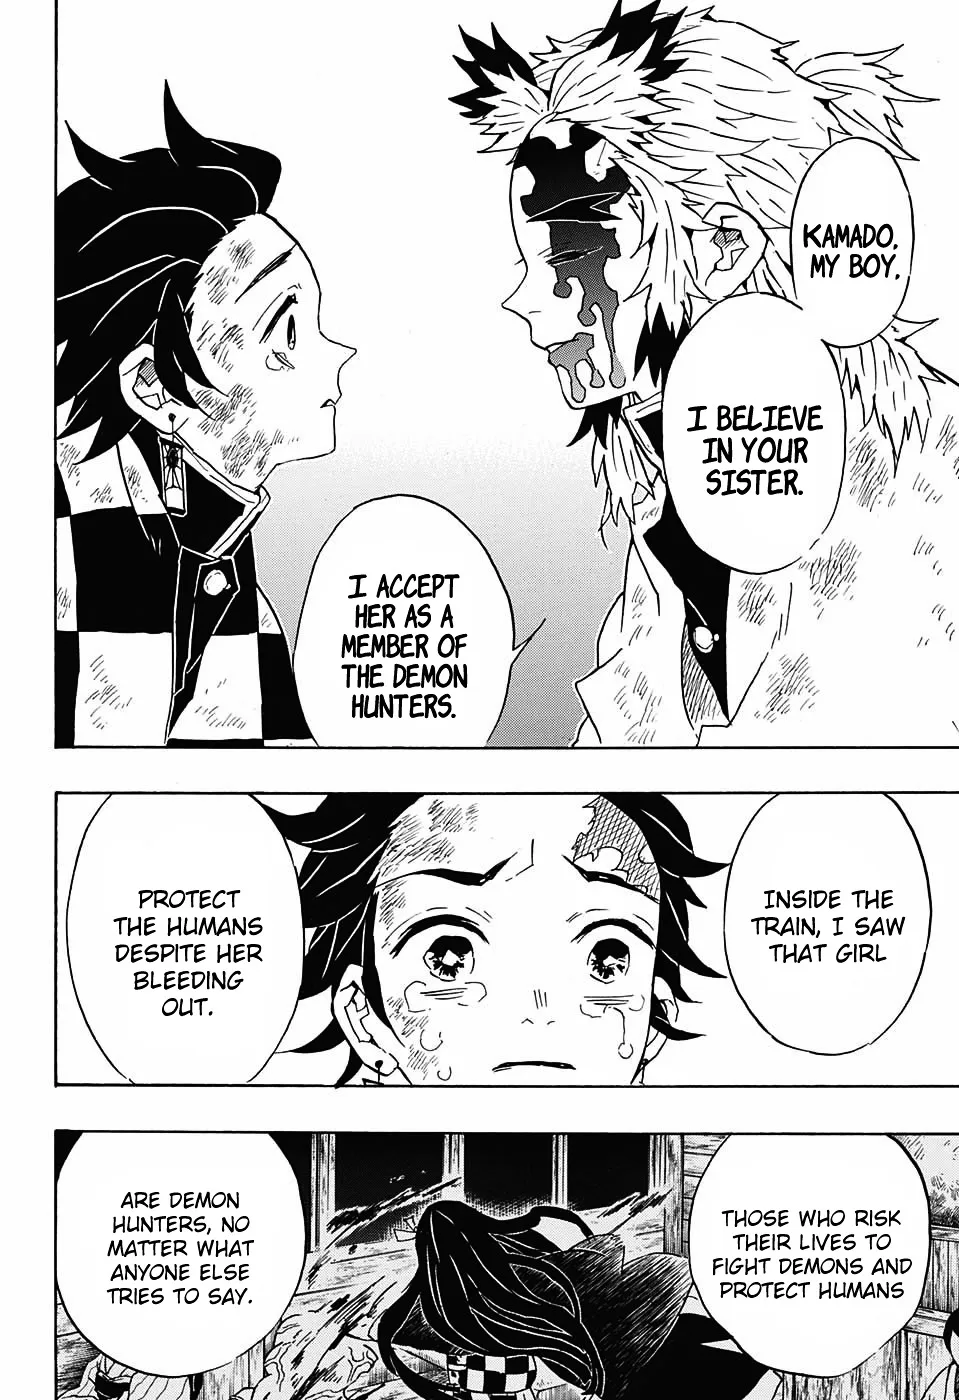 KAMADO,
MY BOY.
I BELIEVE
IN YOUR
SISTER.
I ACCEPT
HER AS A
MEMBER OF
THE DEMON
HUNTERS.
INSIDE THE
TRAIN, I SAW
THAT GIRL
PROTECT
THE HUMANS
DESPITE HER
BLEEDING
OUT.
THOSE WHO RISK
THEIR LIVES TO
FIGHT DEMONS AND
PROTECT HUMANS
ARE DEMON
HUNTERS, NO
MATTER WHAT
ANYONE ELSE
TRIES TO SAY.